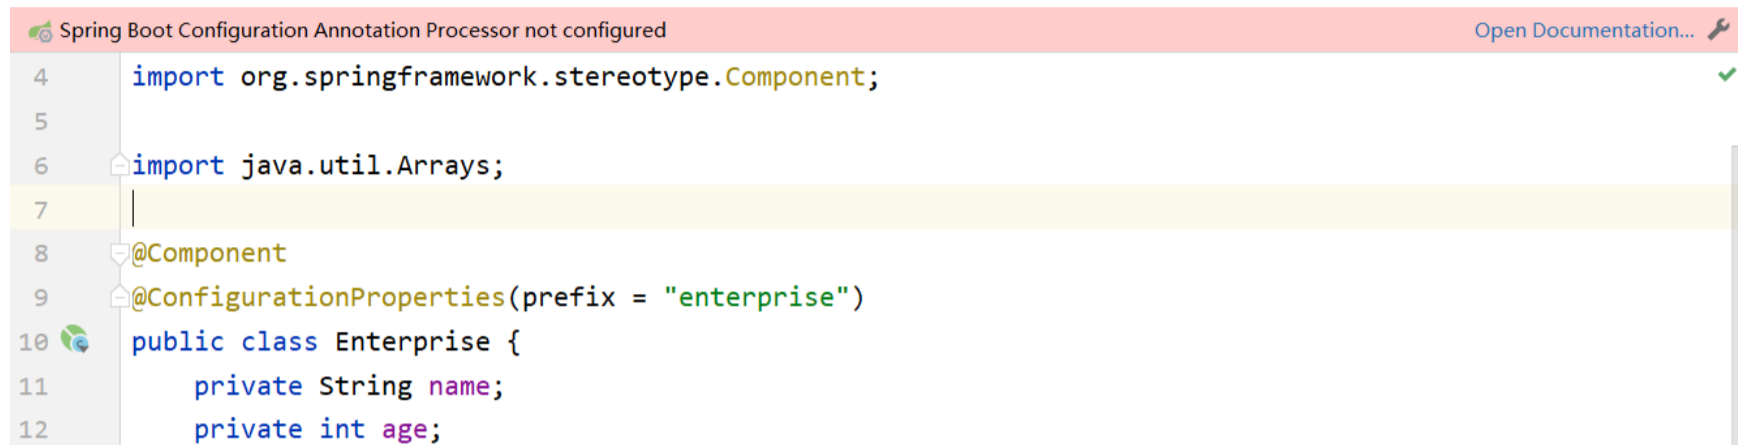 Spring Boot Configuration Annotation Processor not configured Open Documentation...
4 import org.springframework.stereotype.Component;
5
6 import java.util.Arrays;
7
8 @Component
9 @ConfigurationProperties(prefix = "enterprise")
10 public class Enterprise {
11 private String name;
12 private int age;